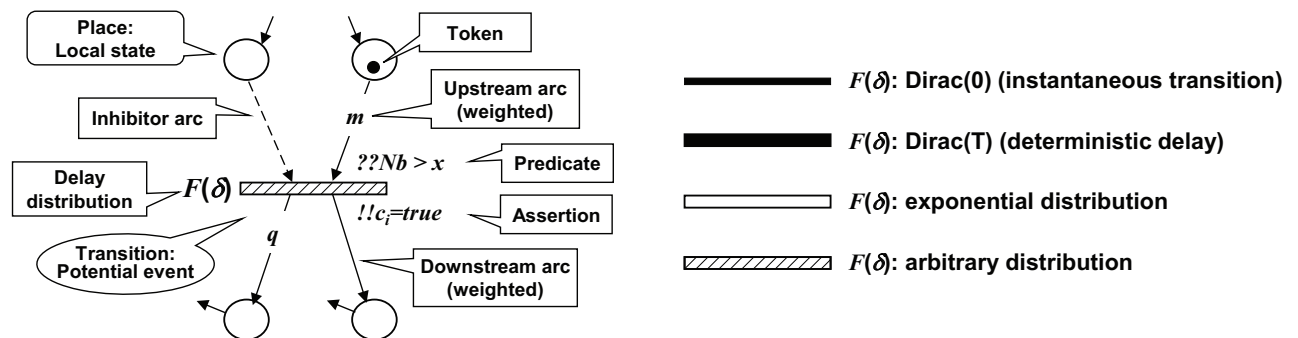 Place:
Local state
Token
Upstream arc
(weighted)
Inhibitor arc
m
??Nb > x
Predicate
Delay
distribution
F(δ)
!!cᵢ=true
Assertion
q
Transition:
Potential event
Downstream arc
(weighted)
F(δ): Dirac(0) (instantaneous transition)
F(δ): Dirac(T) (deterministic delay)
F(δ): exponential distribution
F(δ): arbitrary distribution